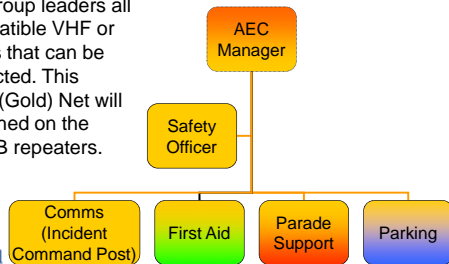 roup leaders all
atible VHF or
s that can be
cted. This
(Gold) Net will
ned on the
B repeaters.
AEC
Manager
Safety
Officer
Comms
(Incident
Command Post)
First Aid
Parade
Support
Parking